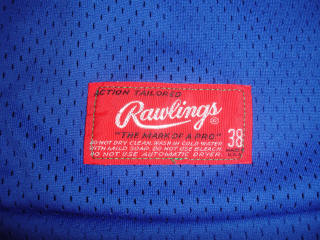 ACTION TAILORED
Rawlings ®
"THE MARK OF A PRO"
38
DO NOT DRY CLEAN. WASH IN COLD WATER
WITH MILD SOAP. DO NOT USE BLEACH.
DO NOT USE AUTOMATIC DRYER.
MADE